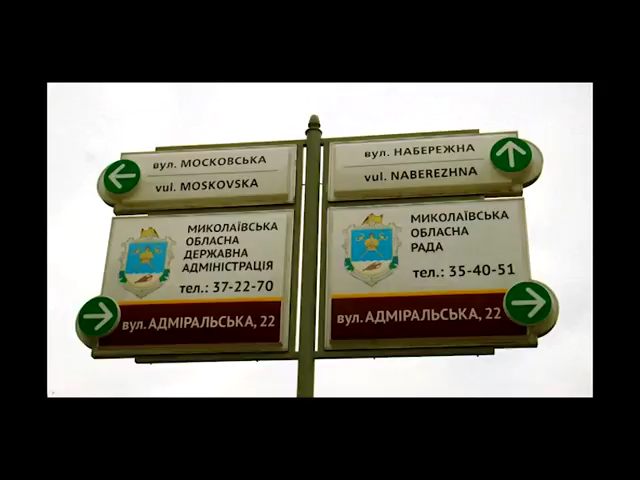 вул. МОСКОВСЬКА
vul. MOSKOVSKA
вул. НАБЕРЕЖНА
vul. NABEREZHNA
МИКОЛАЇВСЬКА
ОБЛАСНА
ДЕРЖАВНА
АДМІНІСТРАЦІЯ
тел.: 37-22-70
вул. АДМІРАЛЬСЬКА, 22
МИКОЛАЇВСЬКА
ОБЛАСНА
РАДА
тел.: 35-40-51
вул. АДМІРАЛЬСЬКА, 22